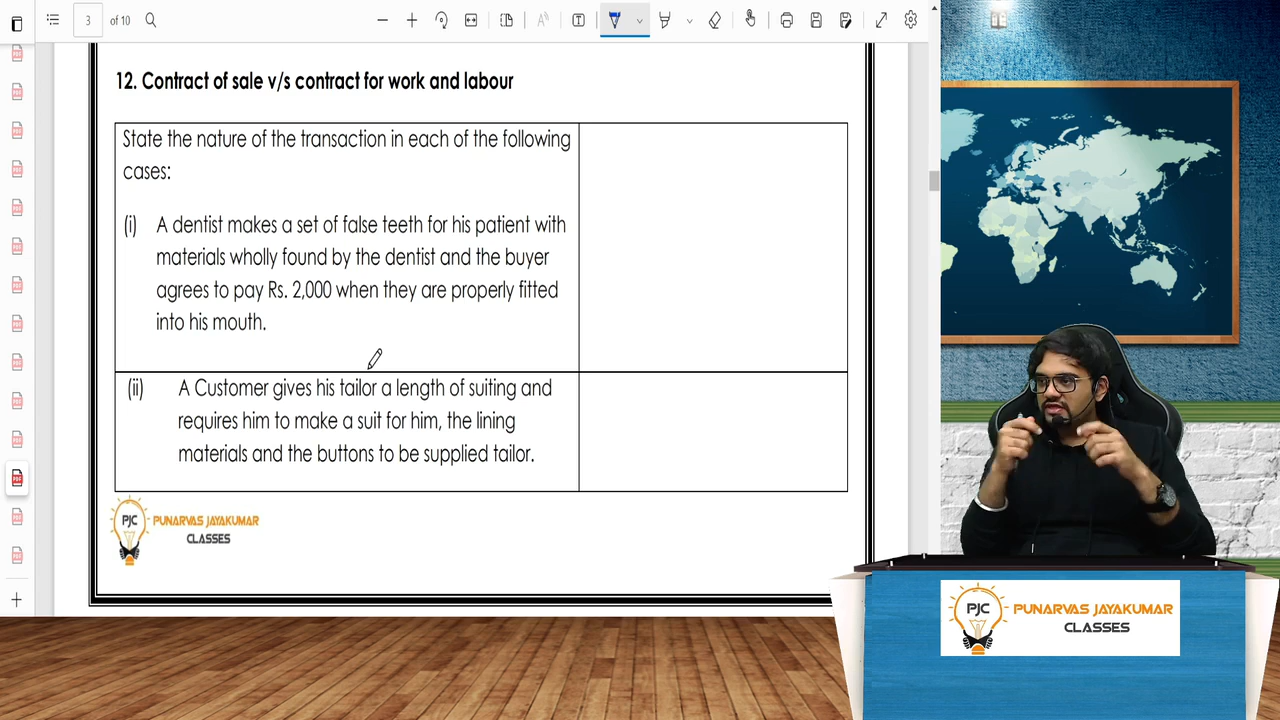 3 of 10
12. Contract of sale v/s contract for work and labour
State the nature of the transaction in each of the following
cases:
(i) A dentist makes a set of false teeth for his patient with
materials wholly found by the dentist and the buyer
agrees to pay Rs. 2,000 when they are properly fitted
into his mouth.
(ii) A Customer gives his tailor a length of suiting and
requires him to make a suit for him, the lining
materials and the buttons to be supplied tailor.
PJC PUNARVAS JAYAKUMAR
CLASSES
PJC PUNARVAS JAYAKUMAR
CLASSES